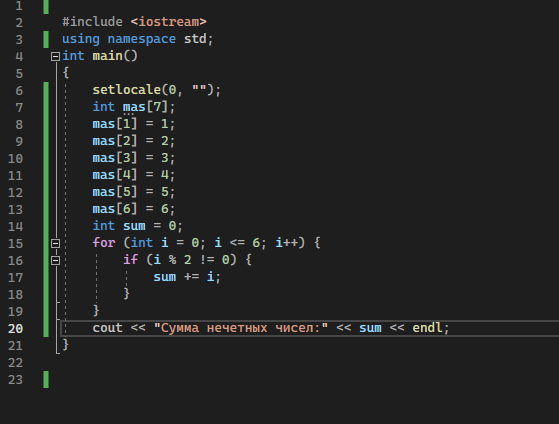 1
2 #include <iostream>
3 using namespace std;
4 int main()
5 {
6 setlocale(0, "");
7 int mas[7];
8 mas[1] = 1;
9 mas[2] = 2;
10 mas[3] = 3;
11 mas[4] = 4;
12 mas[5] = 5;
13 mas[6] = 6;
14 int sum = 0;
15 for (int i = 0; i <= 6; i++) {
16 if (i % 2 != 0) {
17 sum += i;
18 }
19 }
20 cout << "Сумма нечетных чисел:" << sum << endl;
21 }
22
23